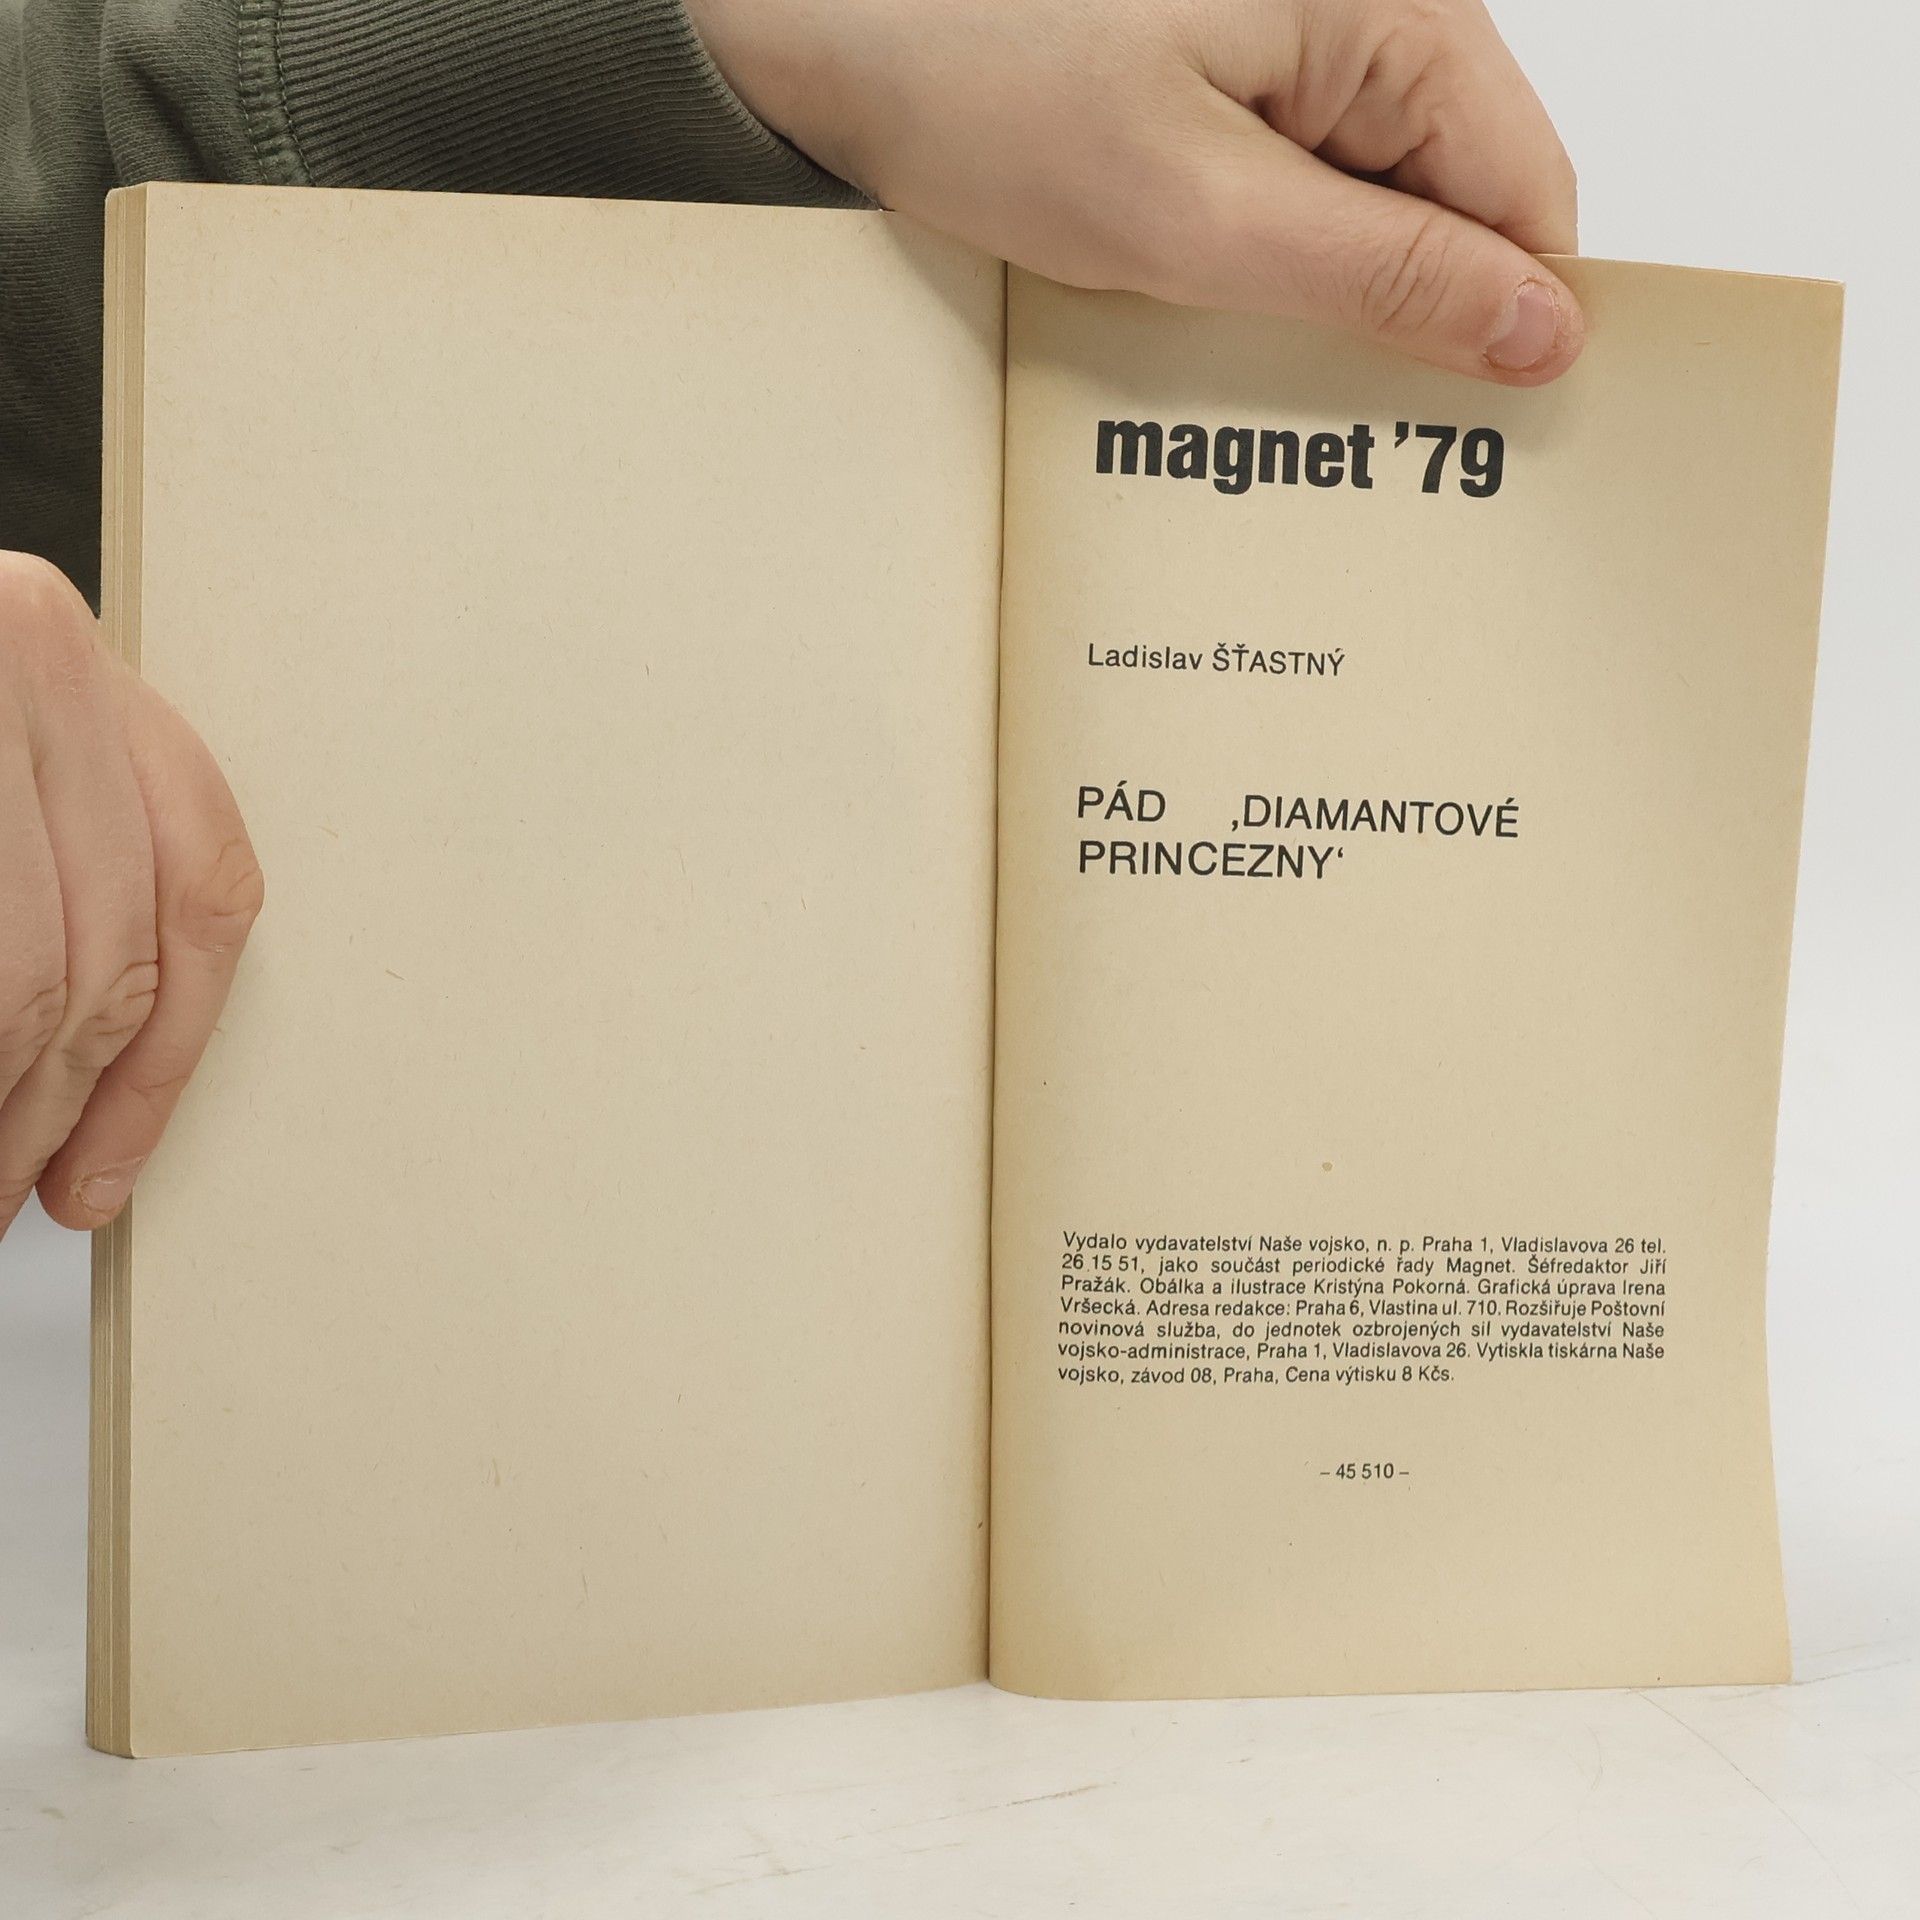 magnet ’79
Ladislav ŠŤASTNÝ
PÁD ‚DIAMANTOVÉ
PRINCEZNY‘
Vydalo vydavatelství Naše vojsko, n. p. Praha 1, Vladislavova 26 tel.
26 15 51, jako součást periodické řady Magnet. Šéfredaktor Jiří
Pražák. Obálka a ilustrace Kristýna Pokorná. Grafická úprava Irena
Vršecká. Adresa redakce: Praha 6, Vlastina ul. 710. Rozšiřuje Poštovní
novinová služba, do jednotek ozbrojených sil vydavatelství Naše
vojsko-administrace, Praha 1, Vladislavova 26. Vytiskla tiskárna Naše
vojsko, závod 08, Praha, Cena výtisku 8 Kčs.
– 45 510 –